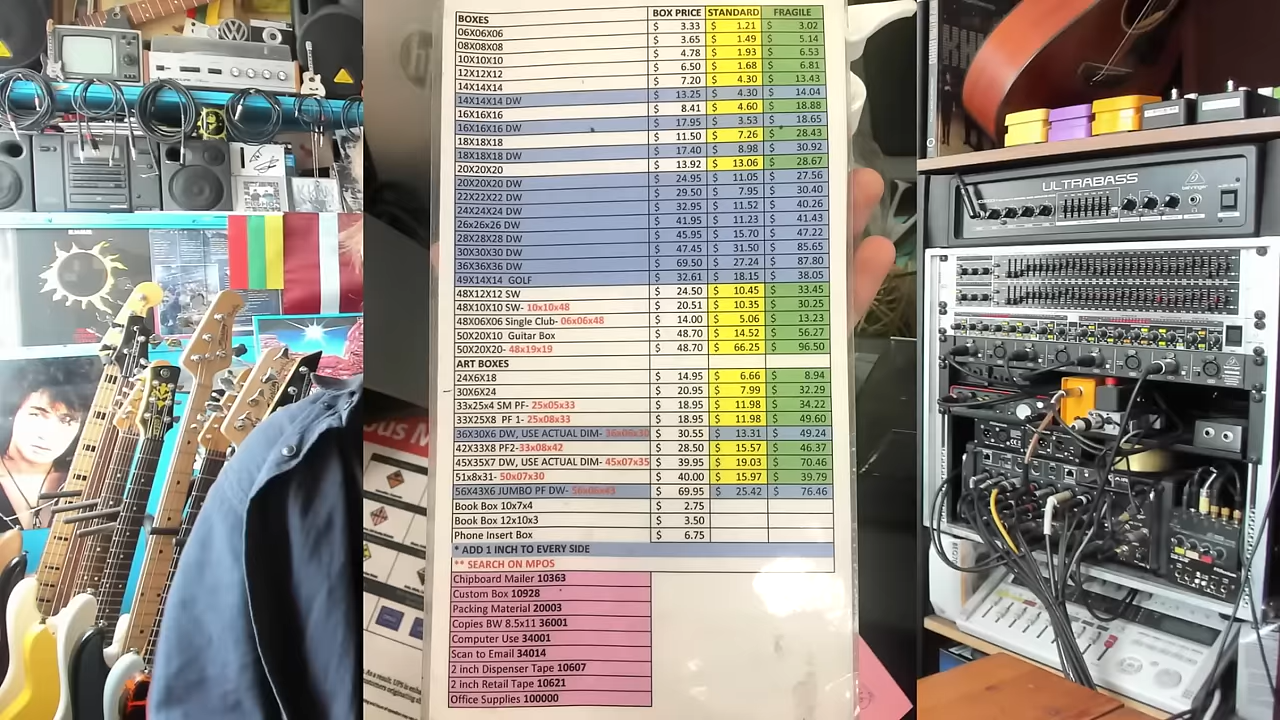 BOXES BOX PRICE STANDARD FRAGILE
06X06X06 $ 3.33 $ 1.21 $ 3.02
08X08X08 $ 3.65 $ 1.49 $ 5.14
10X10X10 $ 4.78 $ 1.93 $ 6.53
12X12X12 $ 6.50 $ 1.68 $ 6.81
14X14X14 $ 7.20 $ 4.30 $ 13.43
14X14X14 DW $ 13.25 $ 4.30 $ 14.04
16X16X16 $ 8.41 $ 4.60 $ 18.88
16X16X16 DW $ 17.95 $ 3.53 $ 18.65
18X18X18 $ 11.50 $ 7.26 $ 28.43
18X18X18 DW $ 17.40 $ 8.98 $ 30.92
20X20X20 $ 13.92 $ 13.06 $ 28.67
20X20X20 DW $ 24.95 $ 11.05 $ 27.56
22X22X22 DW $ 29.50 $ 7.95 $ 30.40
24X24X24 DW $ 32.95 $ 11.52 $ 40.26
26x26x26 DW $ 41.95 $ 11.23 $ 41.43
28X28X28 DW $ 45.95 $ 15.70 $ 47.22
30X30X30 DW $ 47.45 $ 31.50 $ 85.65
36X36X36 DW $ 69.50 $ 27.24 $ 87.80
49X14X14 GOLF $ 32.61 $ 18.15 $ 38.05
48X12X12 SW $ 24.50 $ 10.45 $ 33.45
48X10X10 SW- 10x10x48 $ 20.51 $ 10.35 $ 30.25
48X06X06 Single Club- 06x06x48 $ 14.00 $ 5.06 $ 13.23
50X20X10 Guitar Box $ 48.70 $ 14.52 $ 56.27
50X20X20- 48x19x19 $ 48.70 $ 66.25 $ 96.50
ART BOXES
24X6X18 $ 14.95 $ 6.66 $ 8.94
30X6X24 $ 20.95 $ 7.99 $ 32.29
33x25x4 SM PF- 25x05x33 $ 18.95 $ 11.98 $ 34.22
33X25X8 PF 1- 25x08x33 $ 18.95 $ 11.98 $ 49.60
36X30X6 DW, USE ACTUAL DIM- 36x06x30 $ 30.55 $ 13.31 $ 49.24
42X33X8 PF2-33x08x42 $ 28.50 $ 15.57 $ 46.37
45X35X7 DW, USE ACTUAL DIM- 45x07x35 $ 39.95 $ 19.03 $ 70.46
51x8x31- 50x07x30 $ 40.00 $ 15.97 $ 39.79
56X43X6 JUMBO PF DW- 56x06x43 $ 69.95 $ 25.42 $ 76.46
Book Box 10x7x4 $ 2.75
Book Box 12x10x3 $ 3.50
Phone Insert Box $ 6.75
* ADD 1 INCH TO EVERY SIDE
** SEARCH ON MPOS
Chipboard Mailer 10363
Custom Box 10928
Packing Material 20003
Copies BW 8.5x11 36001
Computer Use 34001
Scan to Email 34014
2 inch Dispenser Tape 10607
2 inch Retail Tape 10621
Office Supplies 100000
ULTRABASS
behringer